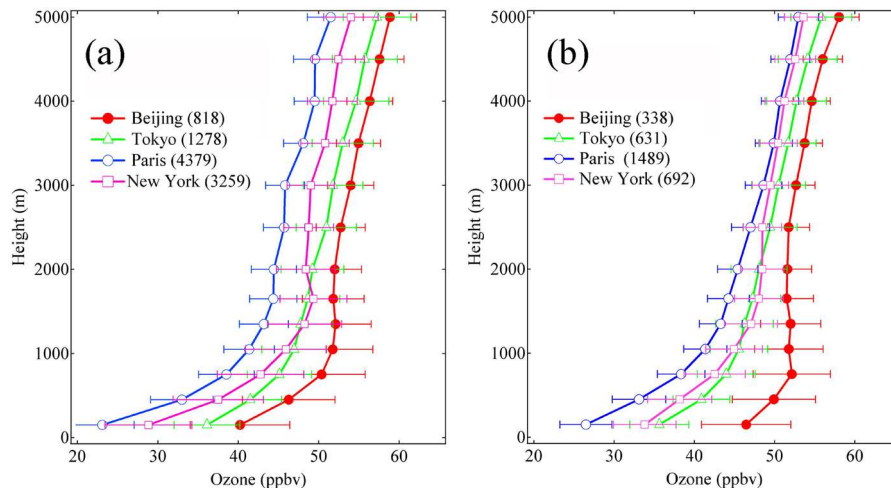 5000
4000
3000
2000
1000
0
Height (m)
(a)
Beijing (818)
Tokyo (1278)
Paris (4379)
New York (3259)
20
30
40
50
60
Ozone (ppbv)
5000
4000
3000
2000
1000
0
Height (m)
(b)
Beijing (338)
Tokyo (631)
Paris (1489)
New York (692)
20
30
40
50
60
Ozone (ppbv)